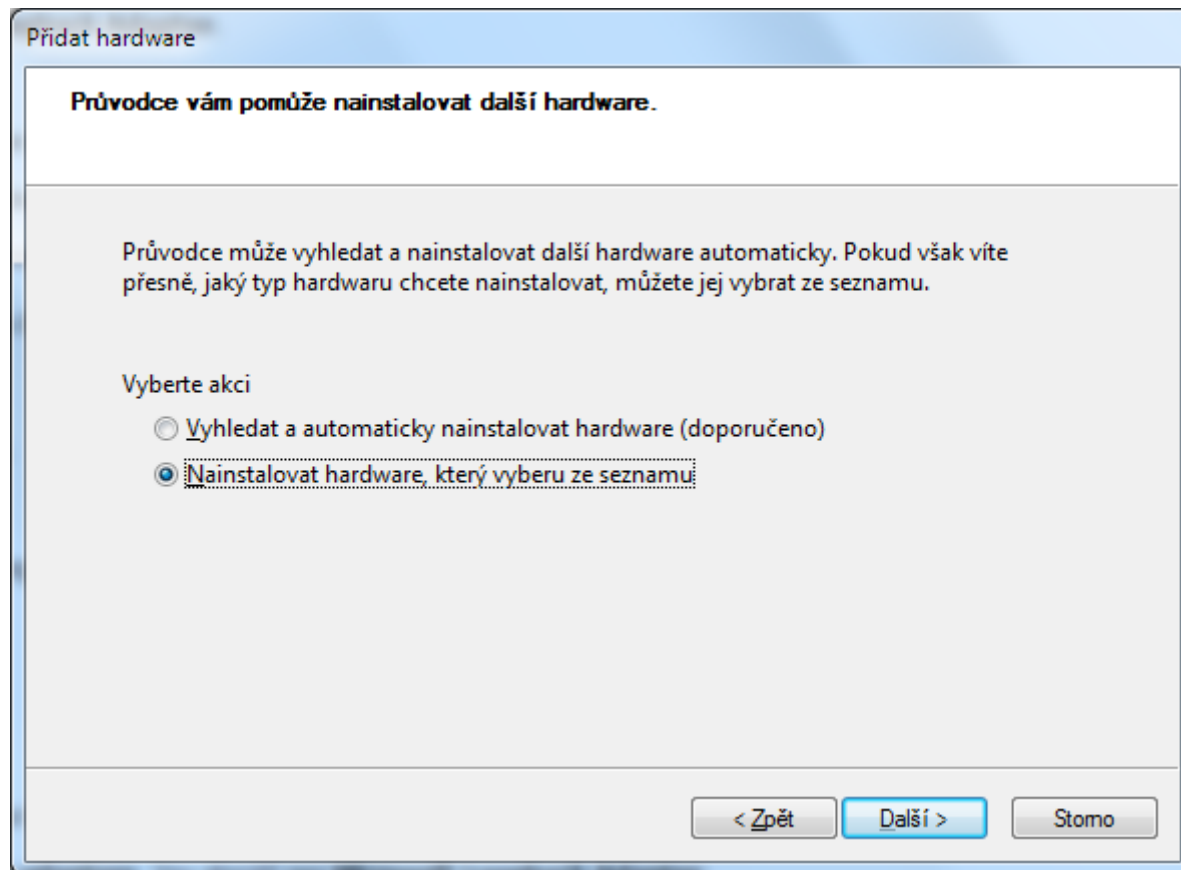 Přidat hardware
Průvodce vám pomůže nainstalovat další hardware.
Průvodce může vyhledat a nainstalovat další hardware automaticky. Pokud však víte
přesně, jaký typ hardwaru chcete nainstalovat, můžete jej vybrat ze seznamu.
Vyberte akci
Vyhledat a automaticky nainstalovat hardware (doporučeno)
Nainstalovat hardware, který vyberu ze seznamu
< Zpět
Další >
Storno